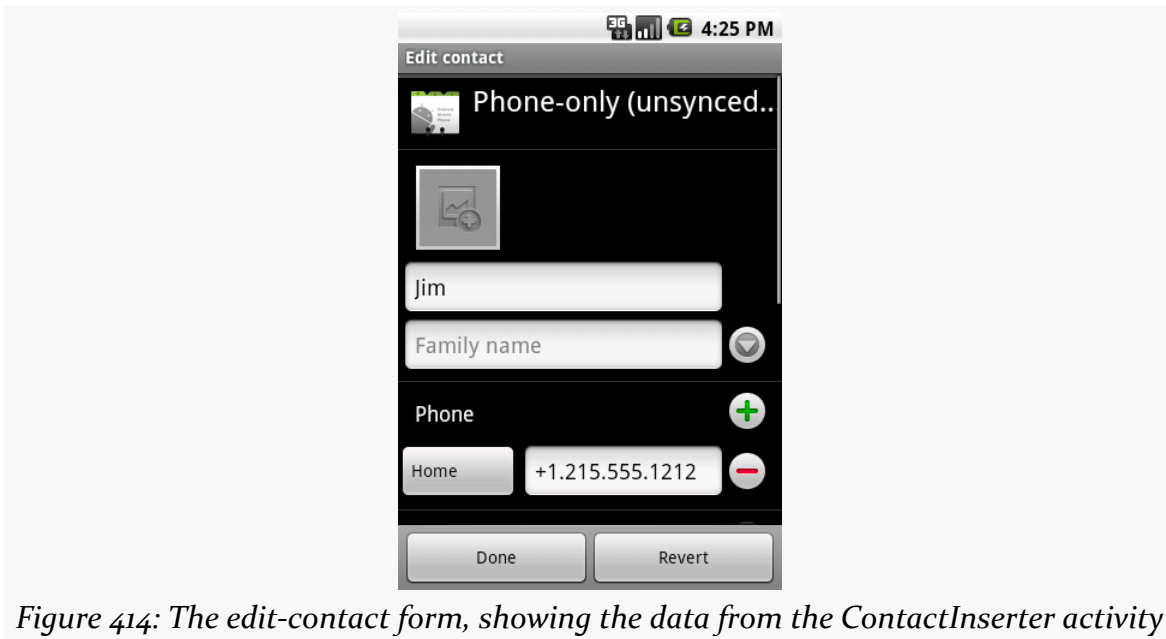 3G
4:25 PM
Edit contact
Phone-only (unsynced..
Jim
Family name
Phone
Home
+1.215.555.1212
Done
Revert
Figure 414: The edit-contact form, showing the data from the ContactInserter activity